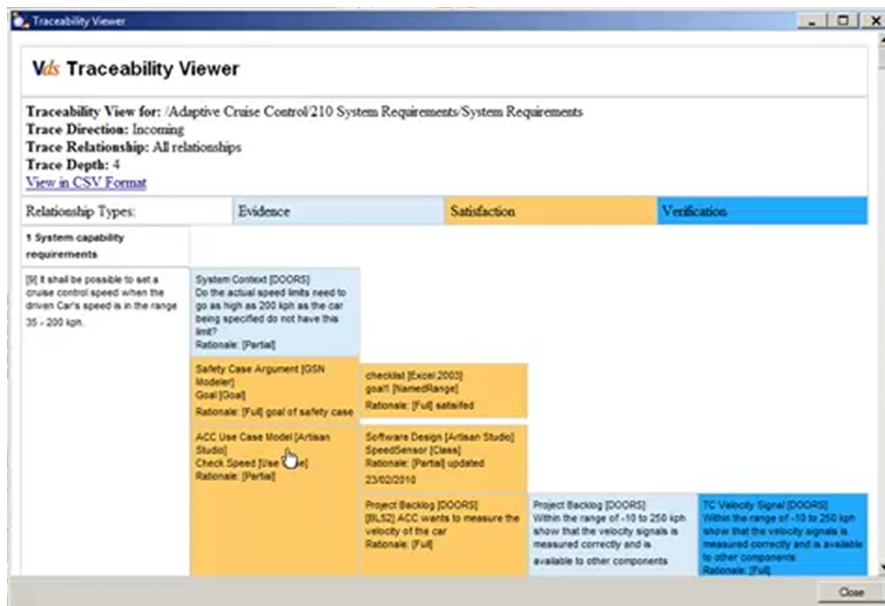 Traceability Viewer
Vds Traceability Viewer
Traceability View for: /Adaptive Cruise Control/210 System Requirements/System Requirements
Trace Direction: Incoming
Trace Relationship: All relationships
Trace Depth: 4
View in CSV Format
Relationship Types: Evidence Satisfaction Verification
1 System capability
requirements
[9] It shall be possible to set a
cruise control speed when the
driven Car's speed is in the range
35 - 200 kph.
System Context [DOORS]
Do the actual speed limits need to
go as high as 200 kph as the car
being specified do not have this
limit?
Rationale: [Partial]
Safety Case Argument [GSN
Modeler]
Goal [Goal]
Rationale: [Full] goal of safety case
checklist [Excel 2003]
goal1 [NamedRange]
Rationale: [Full] satisifed
ACC Use Case Model [Artisan
Studio]
Check Speed [Use
Rationale: [Partial]
Software Design [Artisan Studio]
SpeedSensor [Class]
Rationale: [Partial] updated
23/02/2010
Project Backlog [DOORS]
[BL52] ACC wants to measure the
velocity of the car
Rationale: [Full]
Project Backlog [DOORS]
Within the range of -10 to 250 kph
show that the velocity signals is
measured correctly and is
available to other components
TC Velocity Signal [DOORS]
Within the range of -10 to 250 kph
show that the velocity signals is
measured correctly and is available
to other components
Rationale: [Full]
Close